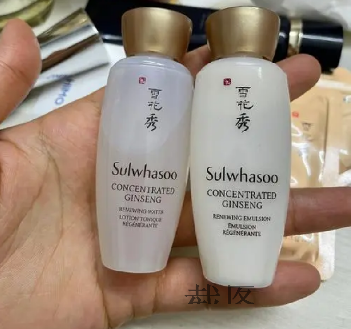 雪花秀
Sulwhasoo
CONCENTRATED
GINSENG
RENEWING WATER
LOTION TONIQUE
RÉGÉNÉRANTE
雪花秀
Sulwhasoo
CONCENTRATED
GINSENG
RENEWING EMULSION
ÉMULSION
RÉGÉNÉRANTE